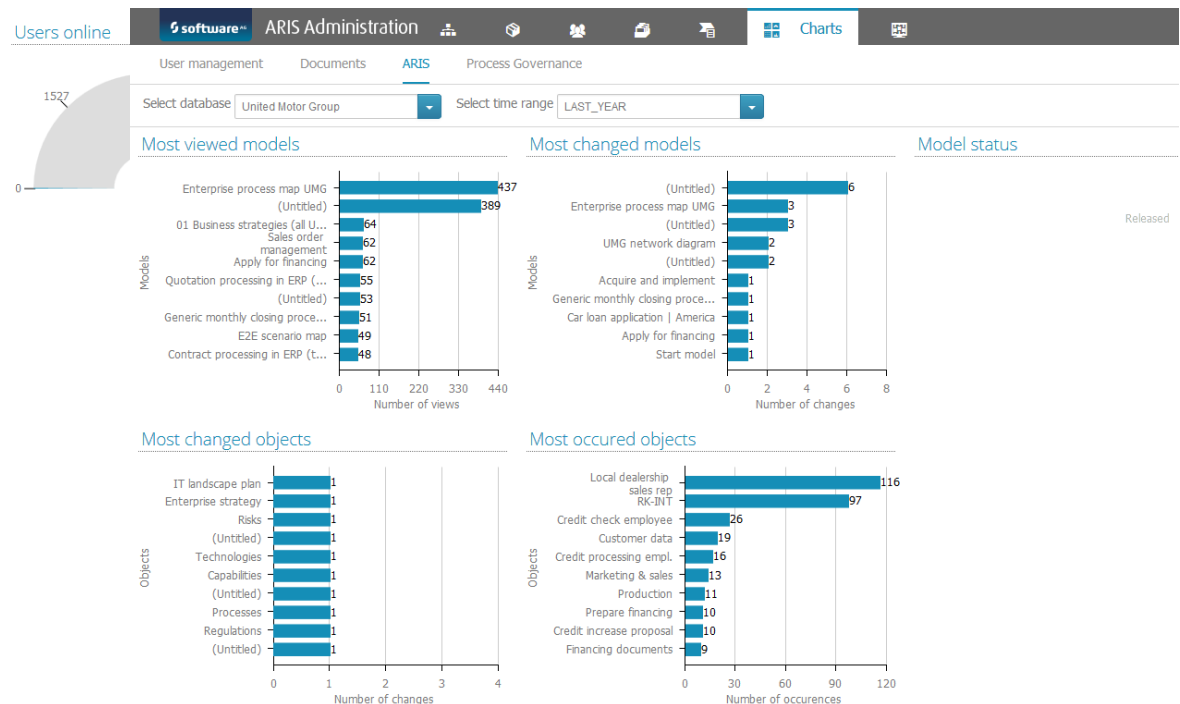 Users online
software AG
ARIS Administration
Charts
User management Documents ARIS Process Governance
Select database United Motor Group Select time range LAST_YEAR
1527
0
Most viewed models
Enterprise process map UMG 437
(Untitled) 389
01 Business strategies (all U... 64
Sales order
management 62
Apply for financing 62
Quotation processing in ERP (... 55
(Untitled) 53
Generic monthly closing proce... 51
E2E scenario map 49
Contract processing in ERP (t... 48
Models
0 110 220 330 440
Number of views
Most changed models
(Untitled) 6
Enterprise process map UMG 3
(Untitled) 3
UMG network diagram 2
(Untitled) 2
Acquire and implement 1
Generic monthly closing proce... 1
Car loan application | America 1
Apply for financing 1
Start model 1
Models
0 2 4 6 8
Number of changes
Model status
Released
Most changed objects
IT landscape plan 1
Enterprise strategy 1
Risks 1
(Untitled) 1
Technologies 1
Capabilities 1
(Untitled) 1
Processes 1
Regulations 1
(Untitled) 1
Objects
0 1 2 3 4
Number of changes
Most occured objects
Local dealership
sales rep 116
RK-INT 97
Credit check employee 26
Customer data 19
Credit processing empl. 16
Marketing & sales 13
Production 11
Prepare financing 10
Credit increase proposal 10
Financing documents 9
Objects
0 30 60 90 120
Number of occurences